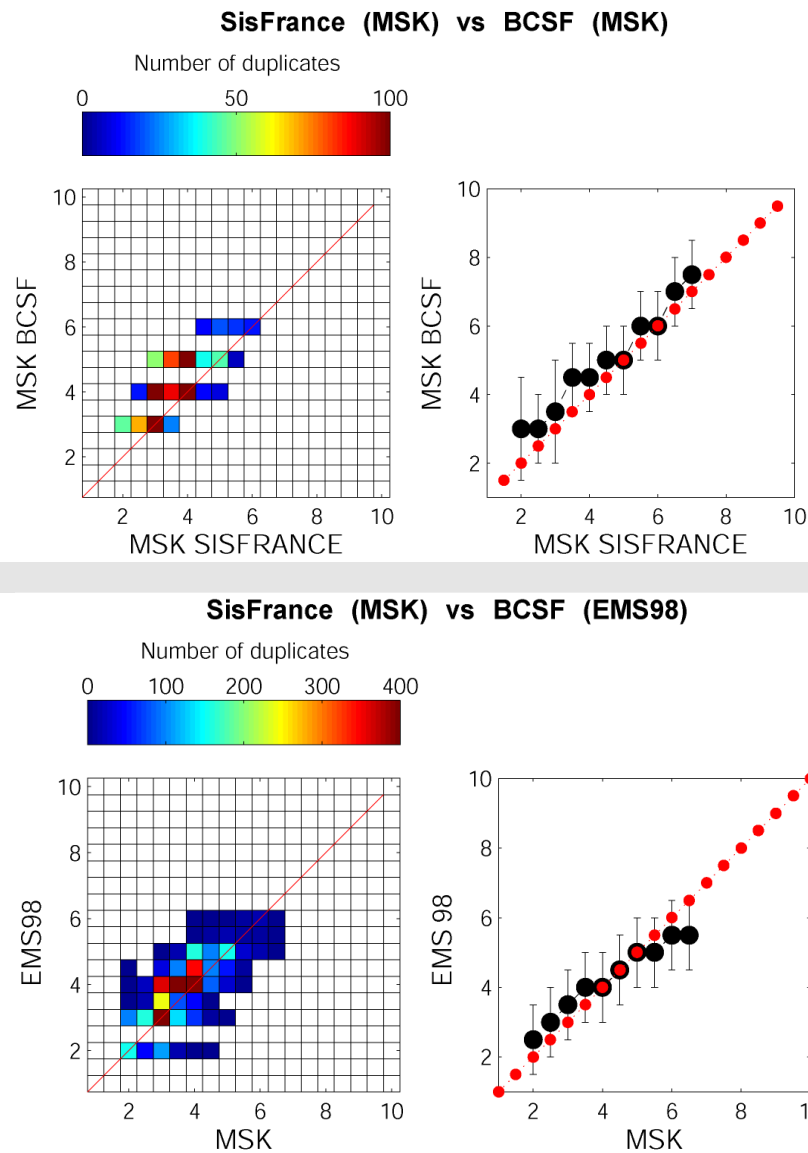 SisFrance (MSK) vs BCSF (MSK)
Number of duplicates
0 50 100
10
8
6
4
2
MSK BCSF
2 4 6 8 10
MSK SISFRANCE
10
8
6
4
2
MSK BCSF
2 4 6 8 10
MSK SISFRANCE
SisFrance (MSK) vs BCSF (EMS98)
Number of duplicates
0 100 200 300 400
10
8
6
4
2
EMS98
2 4 6 8 10
MSK
10
8
6
4
2
EMS 98
2 4 6 8
MSK